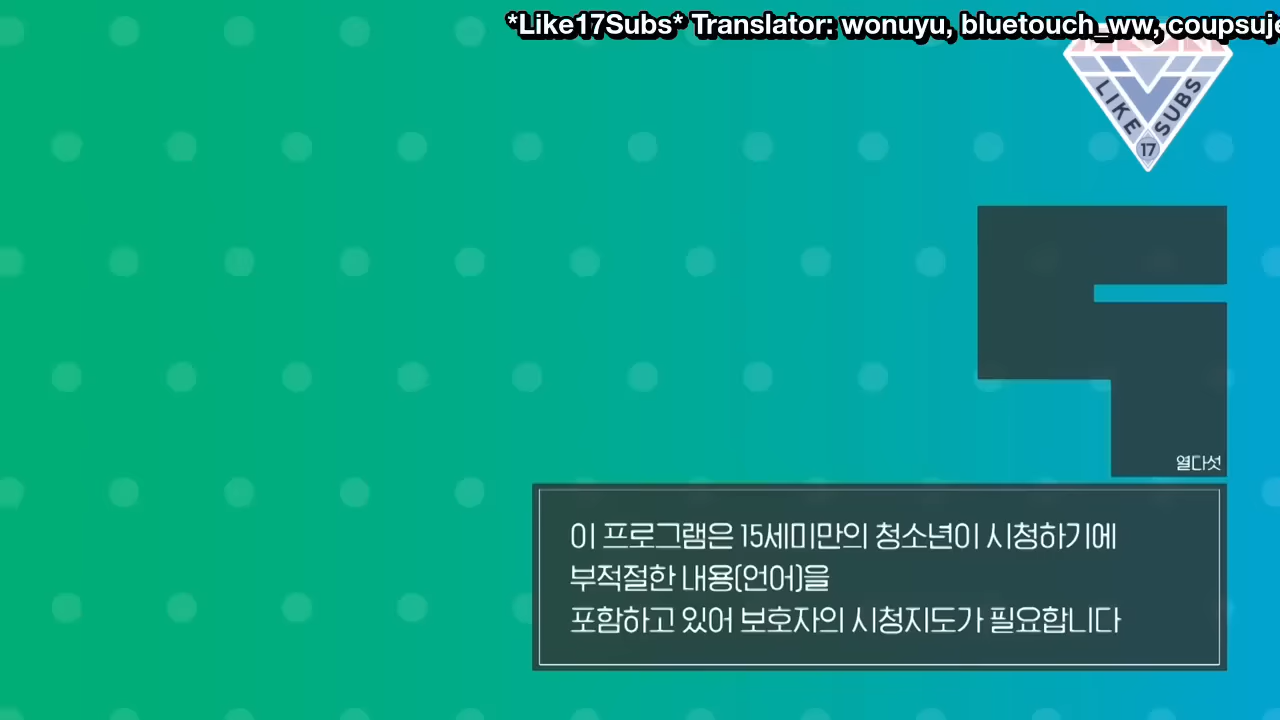 *Like17Subs* Translator: wonuyu, bluetouch_ww, coupsuje
LIKE 17 SUBS
열다섯
이 프로그램은 15세미만의 청소년이 시청하기에
부적절한 내용(언어)을
포함하고 있어 보호자의 시청지도가 필요합니다